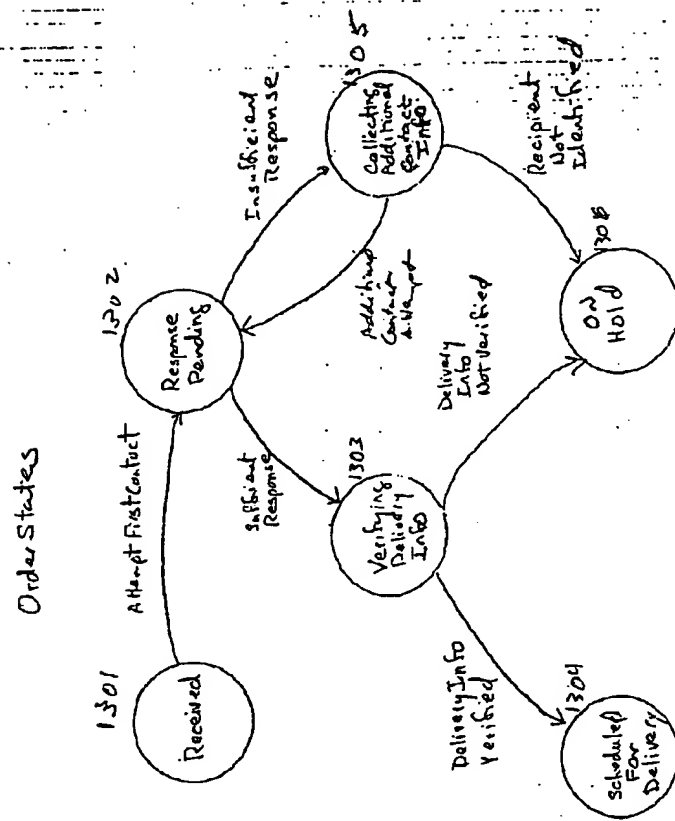 Order States
1301
Received
Attempt First Contact
1302
Response
Pending
Insufficient
Response
1305
Collecting
Additional
Contact
Info.
Additional
Contact
Attempt
Sufficient
Response
1303
Verifying
Delivery
Info
Delivery
Info
Not Verified
Recipient
Not
Identified
ON
HOLD
Delivery Info
Verified
1304
Scheduled
For
Delivery